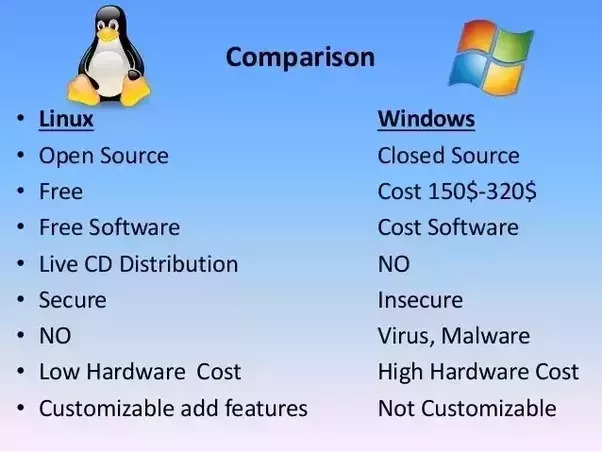 Comparison
• Linux Windows
• Open Source Closed Source
• Free Cost 150$-320$
• Free Software Cost Software
• Live CD Distribution NO
• Secure Insecure
• NO Virus, Malware
• Low Hardware  Cost High Hardware Cost
• Customizable add features Not Customizable